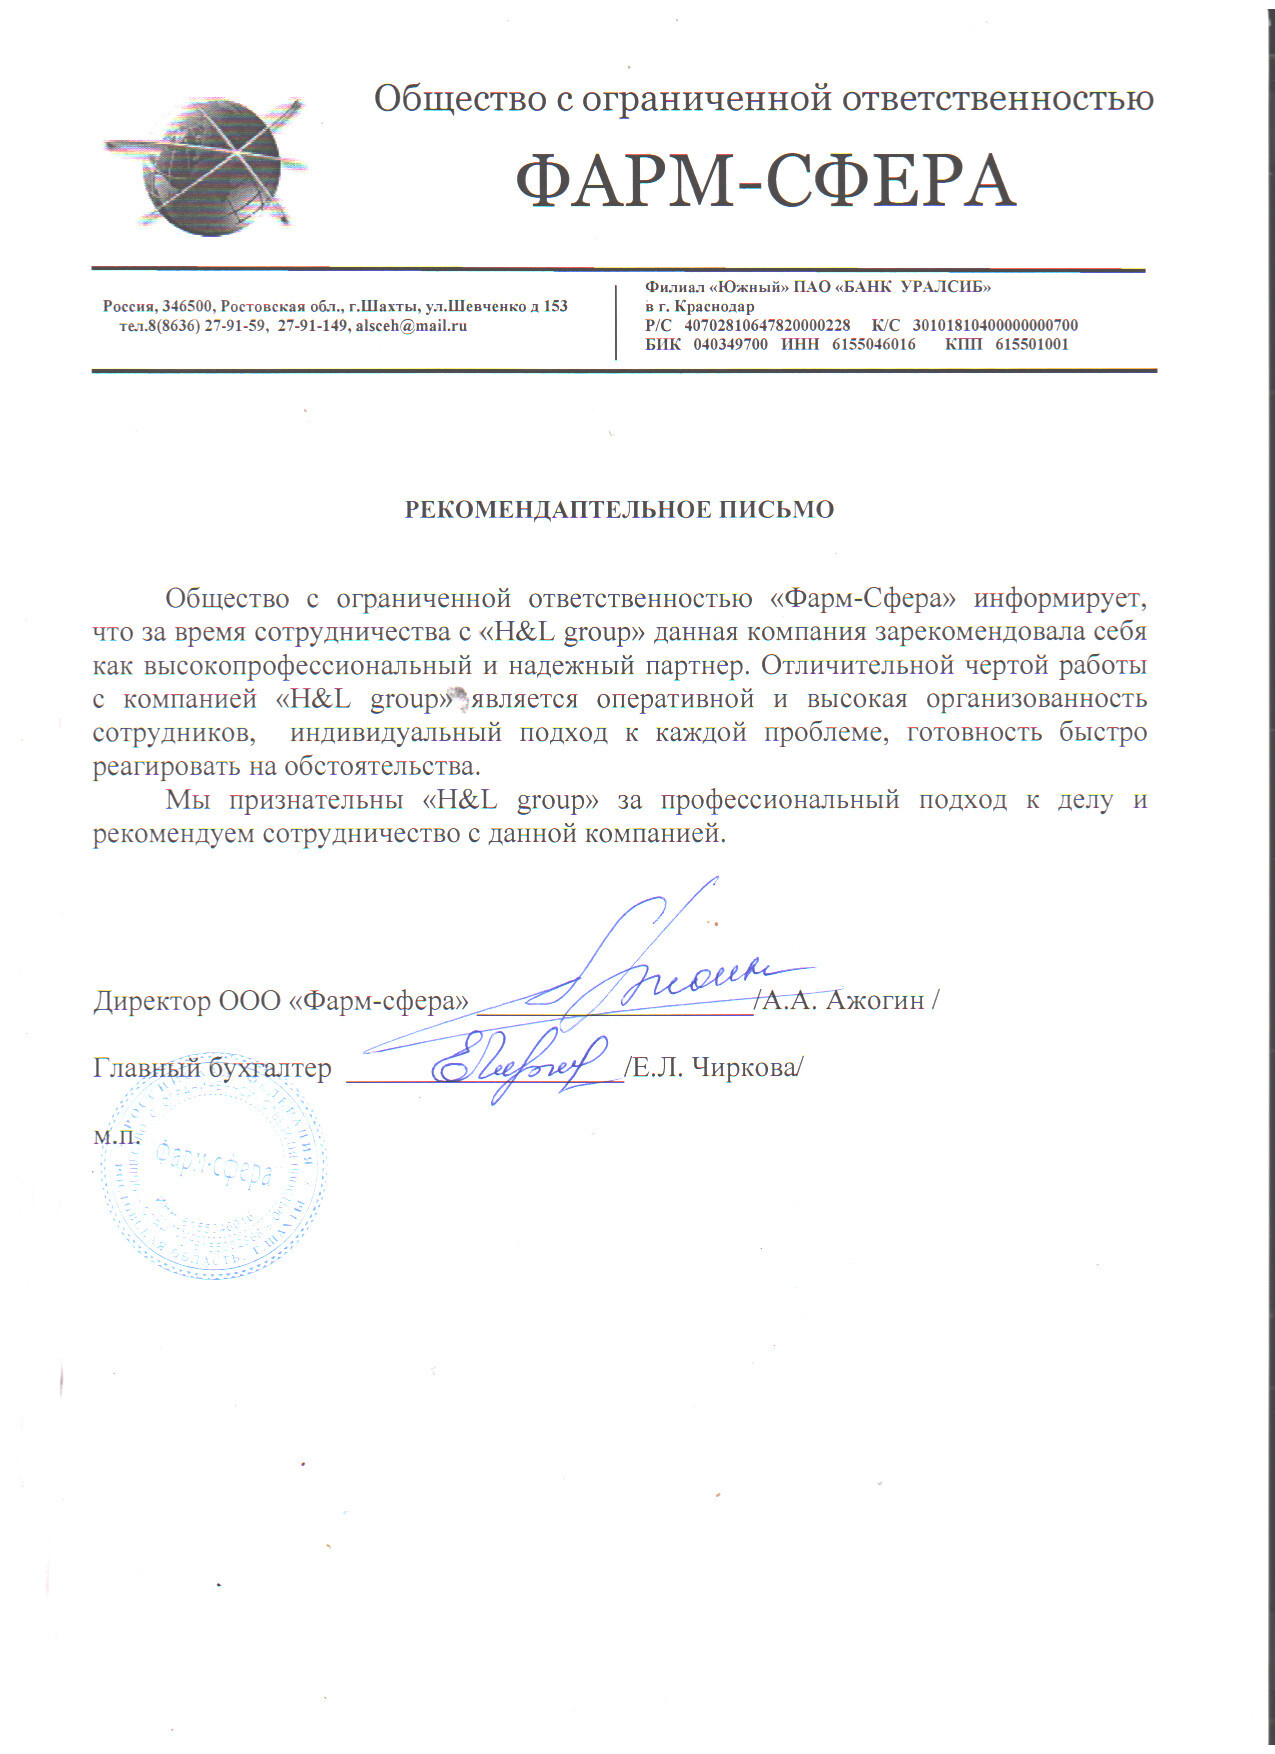 Общество с ограниченной ответственностью
ФАРМ-СФЕРА
Россия, 346500, Ростовская обл., г.Шахты, ул.Шевченко д 153
тел.8(8636) 27-91-59, 27-91-149, alsceh@mail.ru
Филиал «Южный» ПАО «БАНК УРАЛСИБ»
в г. Краснодар
Р/С 40702810647820000228 К/С 30101810400000000700
БИК 040349700 ИНН 6155046016 КПП 615501001
РЕКОМЕНДАПТЕЛЬНОЕ ПИСЬМО
Общество с ограниченной ответственностью «Фарм-Сфера» информирует,
что за время сотрудничества с «H&L group» данная компания зарекомендовала себя
как высокопрофессиональный и надежный партнер. Отличительной чертой работы
с компанией «H&L group» является оперативной и высокая организованность
сотрудников, индивидуальный подход к каждой проблеме, готовность быстро
реагировать на обстоятельства.
Мы признательны «H&L group» за профессиональный подход к делу и
рекомендуем сотрудничество с данной компанией.
Директор ООО «Фарм-сфера» /А.А. Ажогин /
Главный бухгалтер /Е.Л. Чиркова/
м.п.
Фарм-сфера
ОБЛАСТЬ. Г.ШАХТЫ